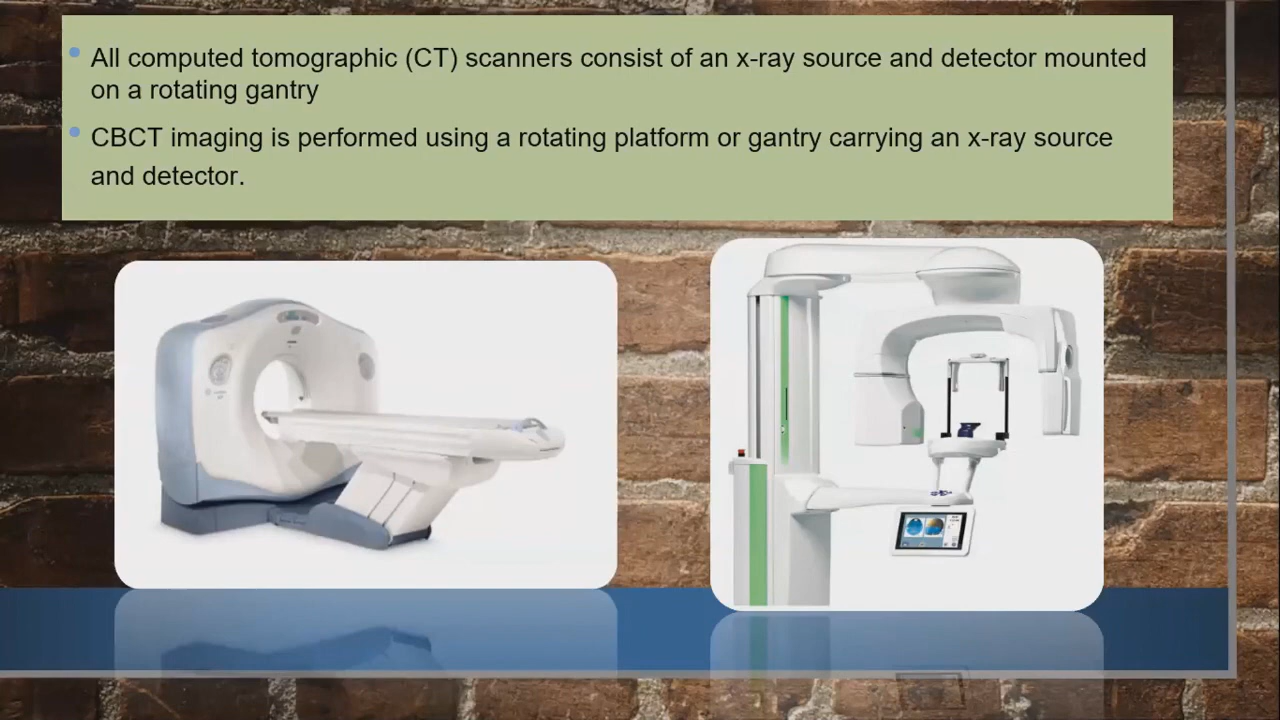 All computed tomographic (CT) scanners consist of an x-ray source and detector mounted
on a rotating gantry
CBCT imaging is performed using a rotating platform or gantry carrying an x-ray source
and detector.